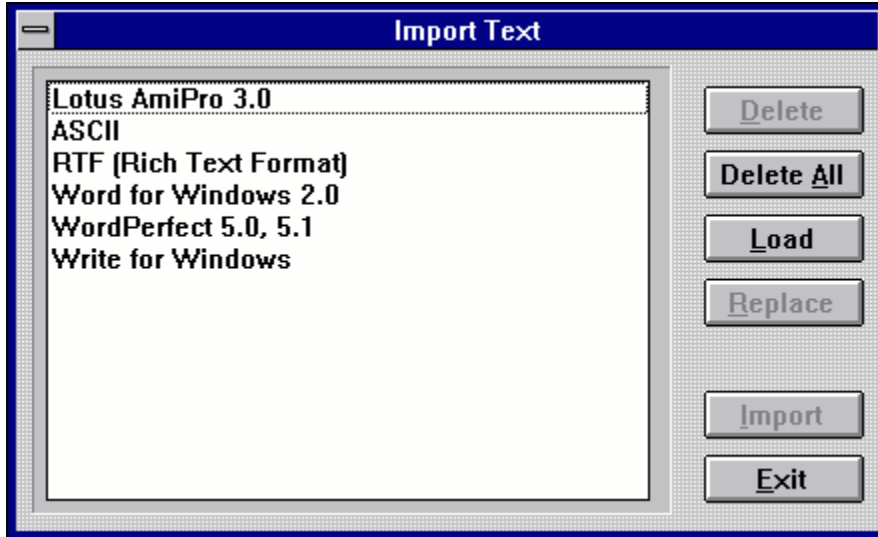 Import Text
Lotus AmiPro 3.0
ASCII
RTF (Rich Text Format)
Word for Windows 2.0
WordPerfect 5.0, 5.1
Write for Windows
Delete
Delete All
Load
Replace
Import
Exit